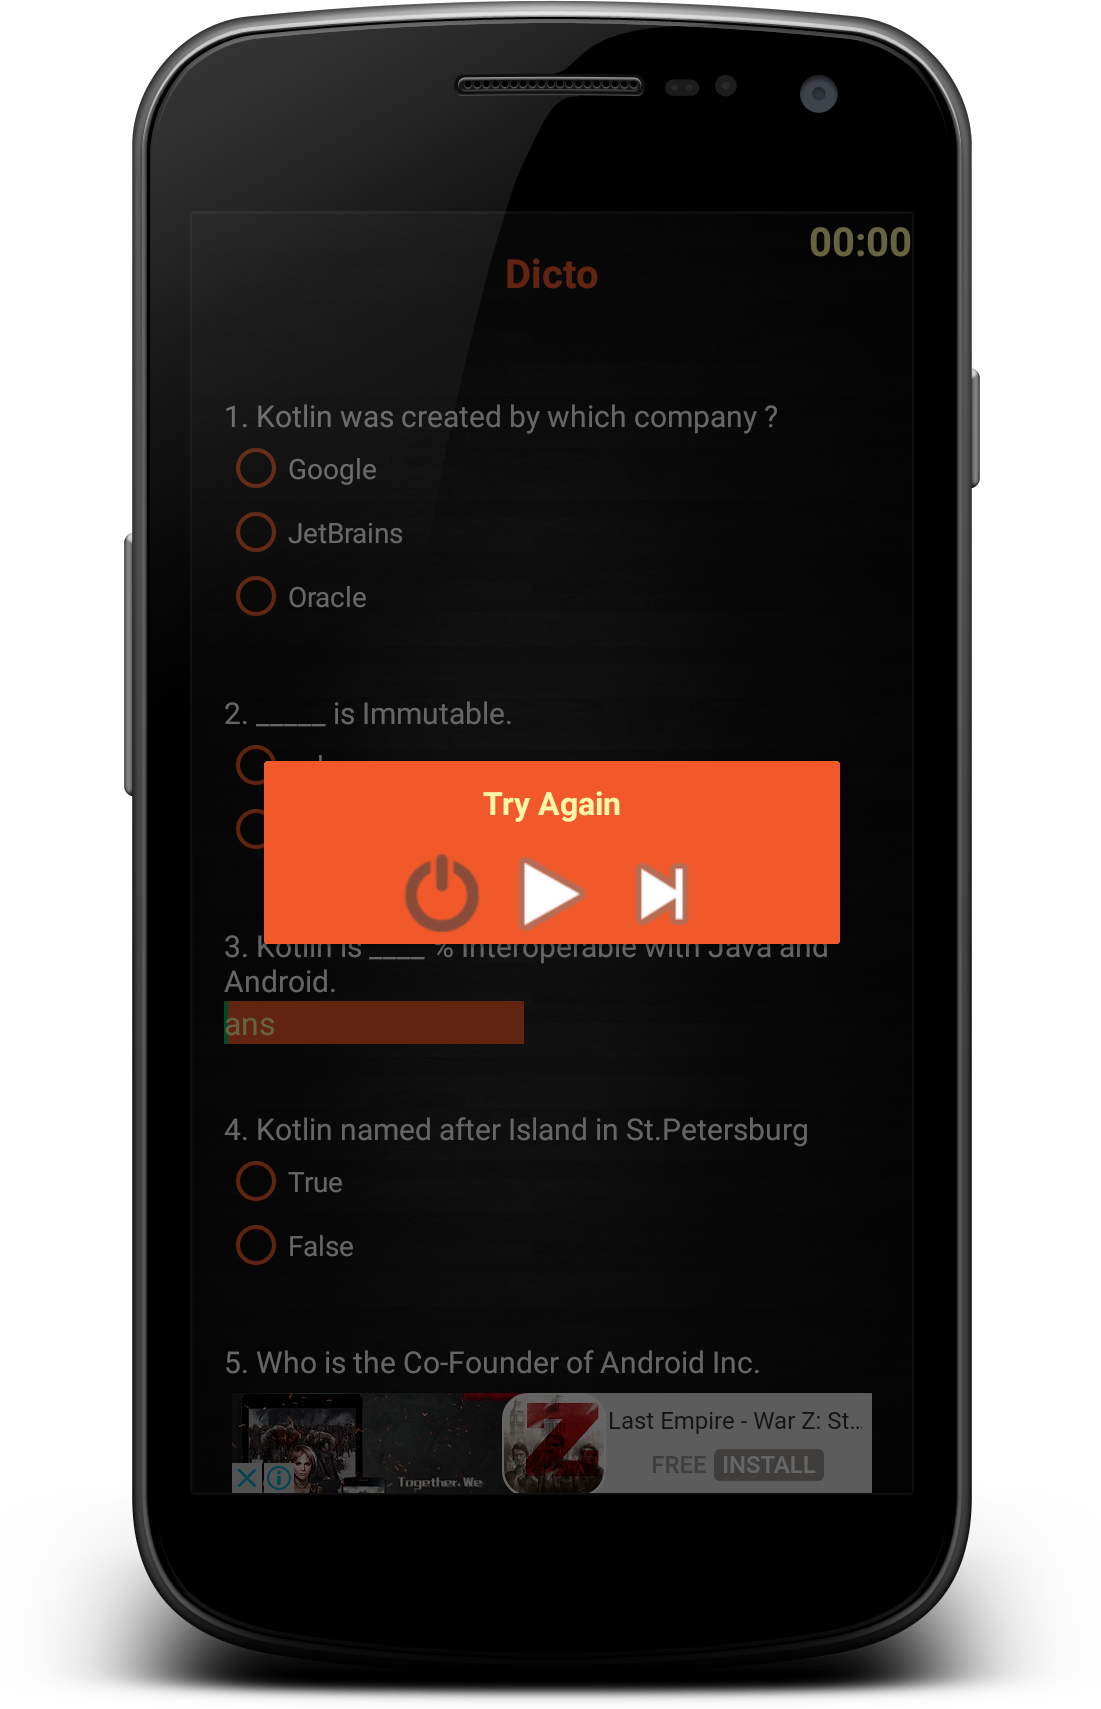 00:00
Dicto
1. Kotlin was created by which company ?
Google
JetBrains
Oracle
2. _____ is Immutable.
Try Again
3. Kotlin is ____ % Interoperable with Java and
Android.
ans
4. Kotlin named after Island in St.Petersburg
True
False
5. Who is the Co-Founder of Android Inc.
Last Empire - War Z: St...
Together. We
Z
FREE INSTALL